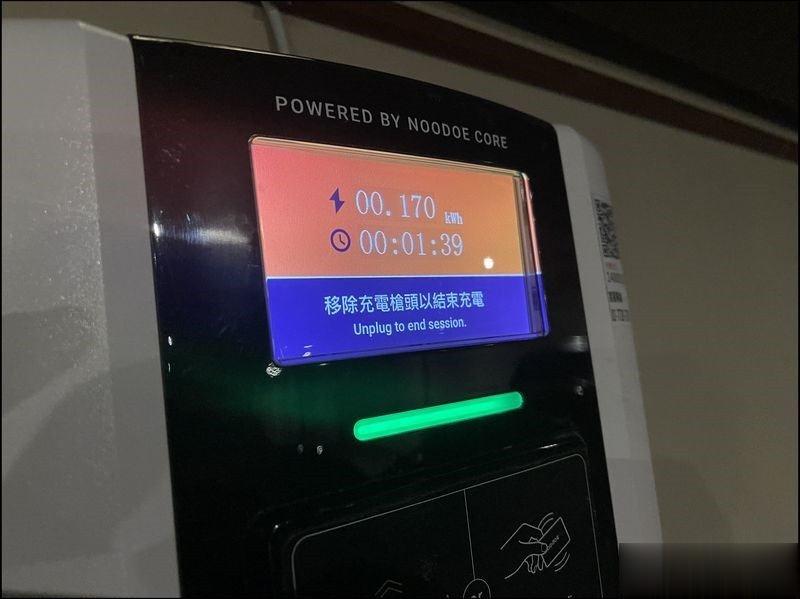 POWERED BY NOODOE CORE
00.170 kWh
00:01:39
移除充電槍頭以結束充電
Unplug to end session.
or